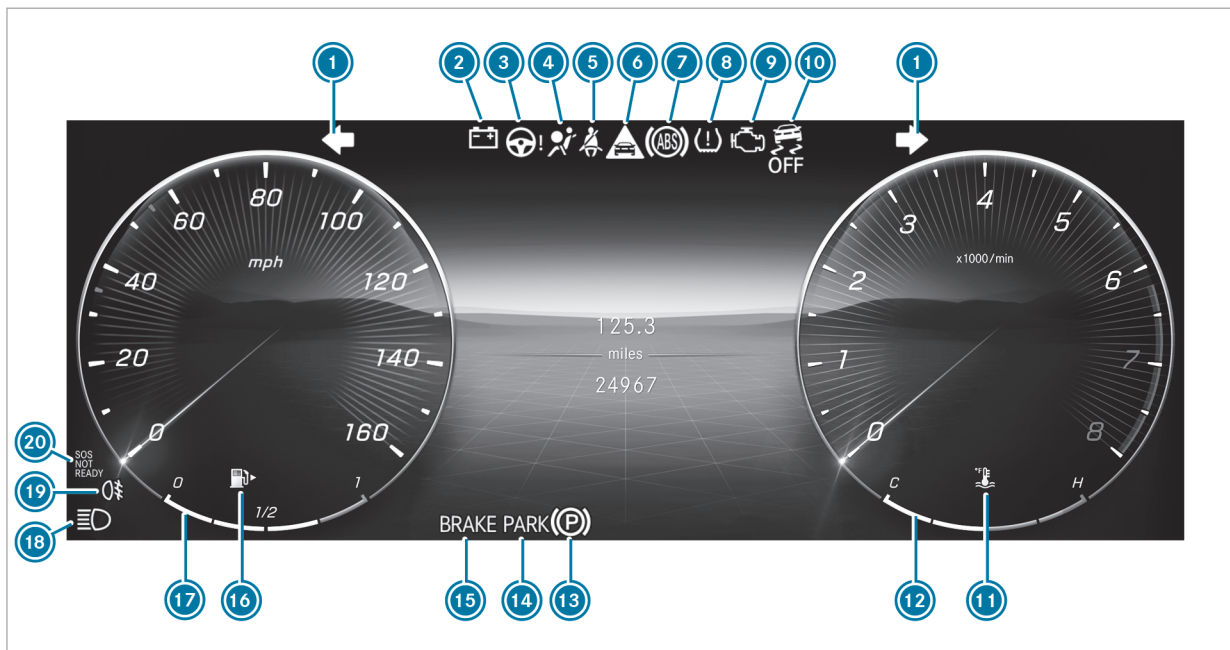 1 2 3 4 5 6 7 8 9 10 1
ABS
OFF
80
60 100
mph
40 120
20 140
0 160
125.3
miles
24967
4
3 5
x1000/min
2 6
1 7
0 8
SOS
NOT
READY
0 1
1/2
C °F H
BRAKE PARK P
20
19
18
17 16 15 14 13 12 11